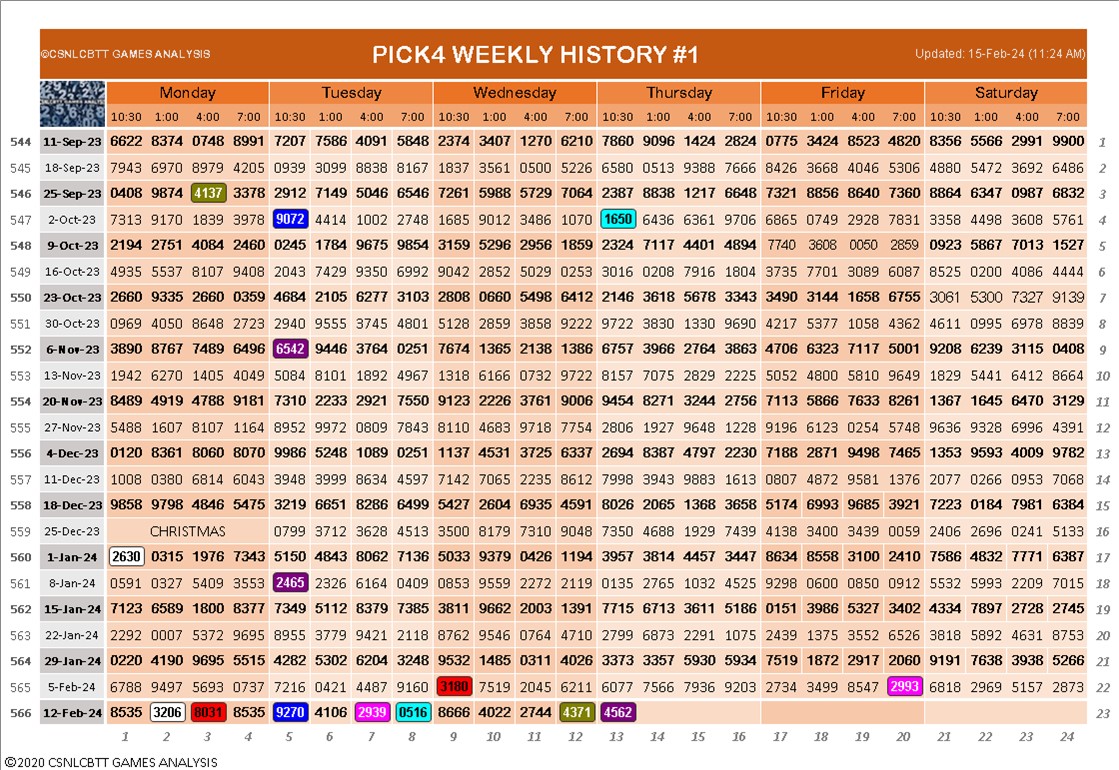 ©CSNLCBTT GAMES ANALYSIS PICK4 WEEKLY HISTORY #1 Updated: 15-Feb-24 (11:24 AM)
Monday Tuesday Wednesday Thursday Friday Saturday
10:30 1:00 4:00 7:00 10:30 1:00 4:00 7:00 10:30 1:00 4:00 7:00 10:30 1:00 4:00 7:00 10:30 1:00 4:00 7:00 10:30 1:00 4:00 7:00
544 11-Sep-23 6622 8374 0748 8991 7207 7586 4091 5848 2374 3407 1270 6210 7860 9096 1424 2824 0775 3424 8523 4820 8356 5566 2991 9900 1
545 18-Sep-23 7943 6970 8979 4205 0939 3099 8838 8167 1837 3561 0500 5226 6580 0513 9388 7666 8426 3668 4046 5306 4880 5472 3692 6486 2
546 25-Sep-23 0408 9874 4137 3378 2912 7149 5046 6546 7261 5988 5729 7064 2387 8838 1217 6648 7321 8856 8640 7560 8864 6347 0987 6832 3
547 2-Oct-23 7313 9170 1839 3978 9072 4414 1002 2748 1685 9012 3486 1070 1650 6436 6361 9706 6865 0749 2928 7831 3358 4498 3608 5761 4
548 9-Oct-23 2194 2751 4084 2460 0245 1784 9675 9854 3159 5296 2956 1859 2324 7117 4401 4894 7740 3608 0050 2859 0923 5867 7013 1527 5
549 16-Oct-23 4935 5537 8107 9408 2043 7429 9350 6992 9042 2852 5029 0253 3016 0208 7916 1804 3735 7701 3089 6087 8525 0200 4086 4444 6
550 23-Oct-23 2660 9335 2660 0359 4684 2105 6277 3103 2808 0660 5498 6412 2146 3618 5678 3343 3490 3144 1658 6755 3061 5300 7327 9139 7
551 30-Oct-23 0969 4050 8648 2723 2940 9555 3745 4801 5128 2859 3858 9222 9722 3830 1330 9690 4217 5377 1058 4362 4611 0995 6978 8839 8
552 6-Nov-23 3890 8767 7489 6496 6542 9446 3764 0251 7674 1365 2138 1386 6757 3966 2764 3863 4706 6323 7117 5001 9208 6239 3115 0408 9
553 13-Nov-23 1942 6270 1405 4049 5084 8101 1892 4967 1318 6166 0732 9722 8157 7075 2829 2225 5052 4800 5810 9649 1829 5441 6412 8664 10
554 20-Nov-23 8489 4919 4788 9181 7310 2233 2921 7550 9123 2226 3761 9006 9454 8271 3244 2756 7113 5866 7633 8261 1367 1645 6470 3129 11
555 27-Nov-23 5488 1607 8107 1164 8952 9972 0809 7843 8110 4683 9718 7754 2806 1927 9648 1228 9196 6123 0254 5748 9636 9328 6996 4391 12
556 4-Dec-23 0120 8361 8060 8070 9986 5248 1089 0251 1137 4531 3725 6337 2694 8387 4797 2230 7188 2871 9498 7465 1353 9593 4009 9782 13
557 11-Dec-23 1008 0380 6814 6043 3948 3999 8634 4597 7142 7065 2235 8612 7998 3943 9883 1613 0807 4872 9581 1376 2077 0266 0953 7068 14
558 18-Dec-23 9858 9798 4846 5475 3219 6651 8286 6499 5427 2604 6935 4591 8026 2065 1368 3658 5174 6993 9685 3921 7223 0184 7981 6384 15
559 25-Dec-23 CHRISTMAS 0799 3712 3628 4513 3500 8179 7310 9048 7350 4688 1929 7439 4138 3400 3439 0059 2406 2696 0241 5133 16
560 1-Jan-24 2630 0315 1976 7343 5150 4843 8062 7136 5033 9379 0426 1194 3957 3814 4457 3447 8634 8558 3100 2410 7586 4832 7771 6387 17
561 8-Jan-24 0591 0327 5409 3553 2465 2326 6164 0409 0853 9559 2272 2119 0135 2765 1032 4525 9298 0600 0850 0912 5532 5993 2209 7015 18
562 15-Jan-24 7123 6589 1800 8377 7349 5112 8379 7385 3811 9662 2003 1391 7715 6713 3611 5186 0151 3986 5327 3402 4334 7897 2728 2745 19
563 22-Jan-24 2292 0007 5372 9695 8955 3779 9421 2118 8762 9546 0764 4710 2799 6873 2291 1075 2439 1375 3552 6526 3818 5892 4631 8753 20
564 29-Jan-24 0220 4190 9695 5515 4282 5302 6204 3248 9532 1485 0311 4026 3373 3357 5930 5934 7519 1872 2917 2060 9191 7638 3938 5266 21
565 5-Feb-24 6788 9497 5693 0737 7216 0421 4487 9160 3180 7519 2045 6211 6077 7566 7936 9203 2734 3499 8547 2993 6818 2969 5157 2873 22
566 12-Feb-24 8535 3206 8031 8535 9270 4106 2939 0516 8666 4022 2744 4371 4562 23
1 2 3 4 5 6 7 8 9 10 11 12 13 14 15 16 17 18 19 20 21 22 23 24
©2020 CSNLCBTT GAMES ANALYSIS